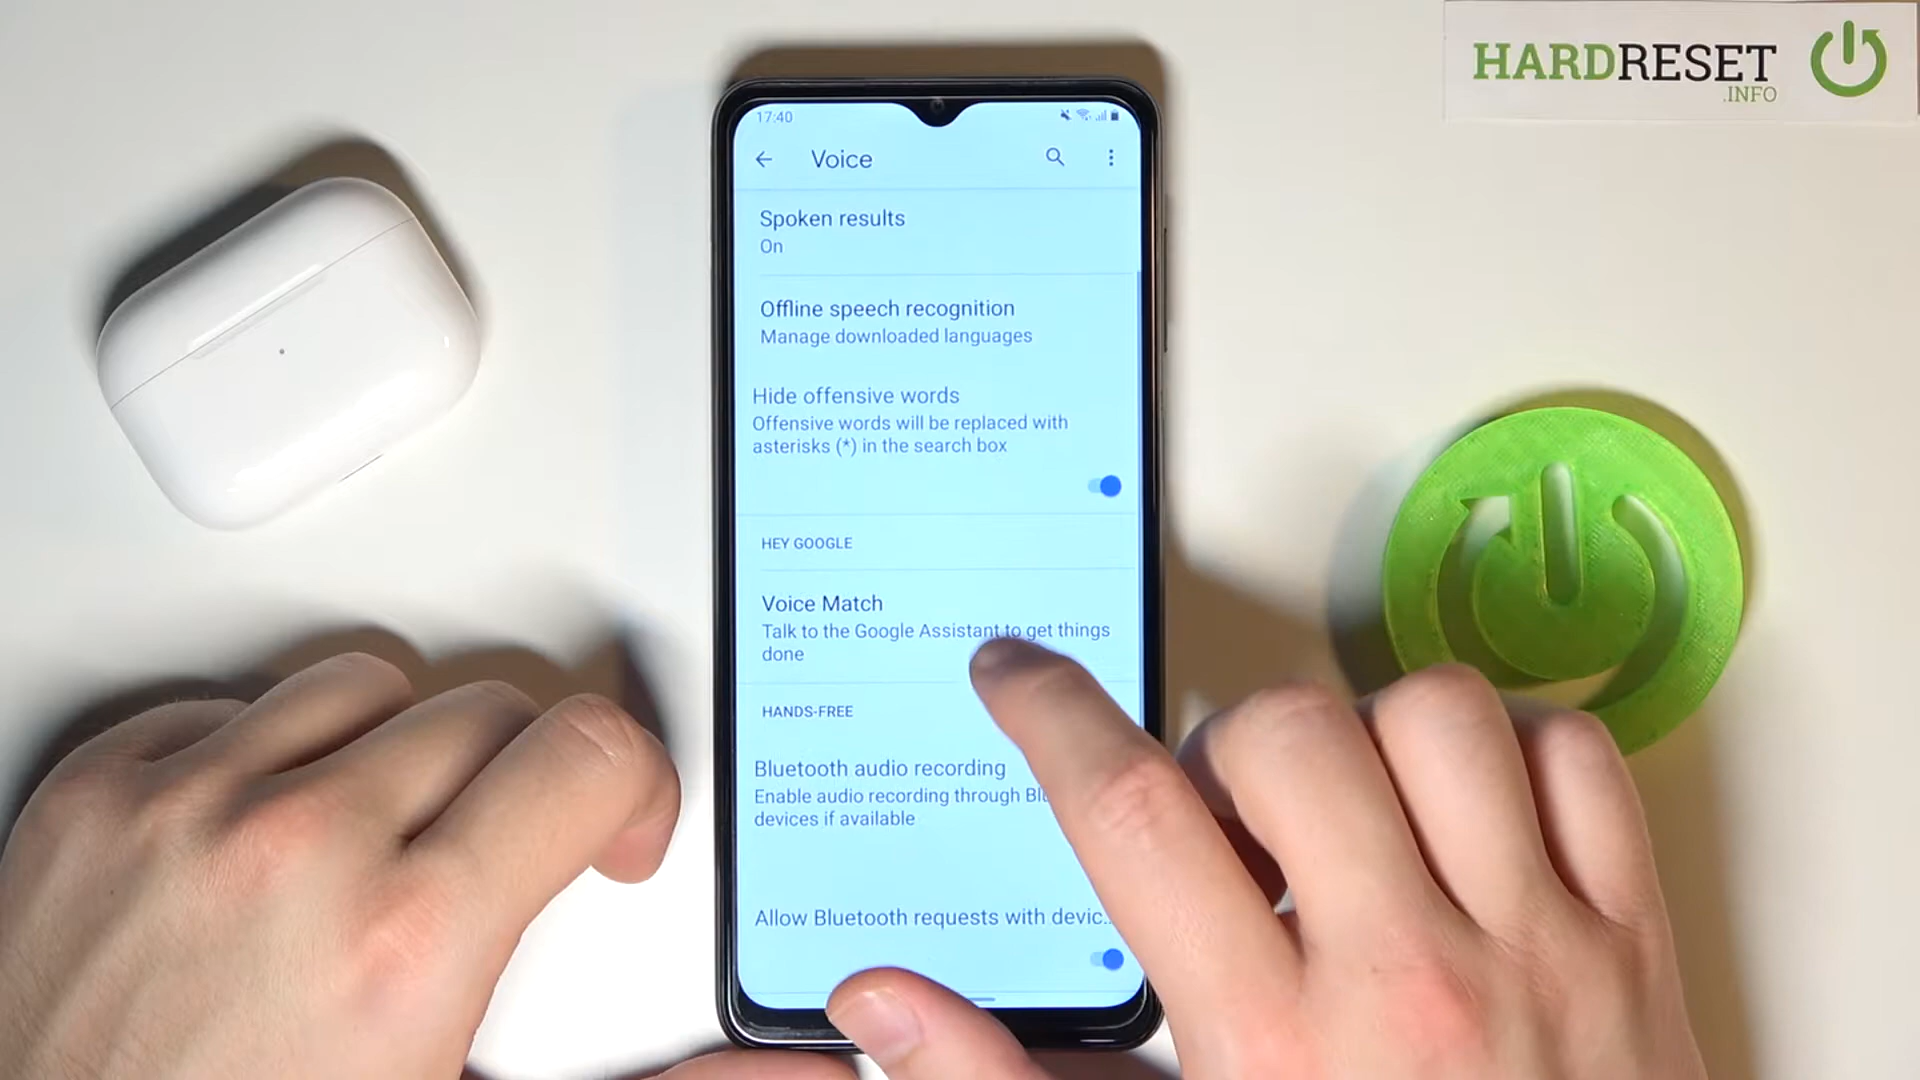 HARDRESET
.INFO
17:40
Voice
Spoken results
On
Offline speech recognition
Manage downloaded languages
Hide offensive words
Offensive words will be replaced with
asterisks (*) in the search box
HEY GOOGLE
Voice Match
Talk to the Google Assistant to get things
done
HANDS-FREE
Bluetooth audio recording
Enable audio recording through
devices if available
Allow Bluetooth requests with devic...